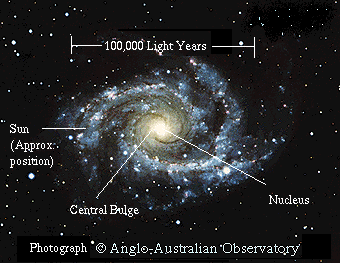 100,000 Light Years
Sun
(Approx.
position)
Nucleus
Central Bulge
Photograph © Anglo-Australian Observatory